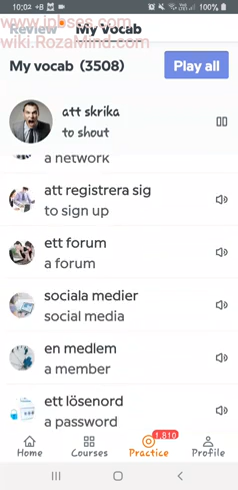 10:02 +B 100%
www.inbses.com
Review My Vocab
wiki.RozaMind.com
My vocab (3508) Play all
att skrika
to shout
a network
att registrera sig
to sign up
ett forum
a forum
sociala medier
social media
en medlem
a member
ett lösenord
a password
1,810
Home Courses Practice Profile